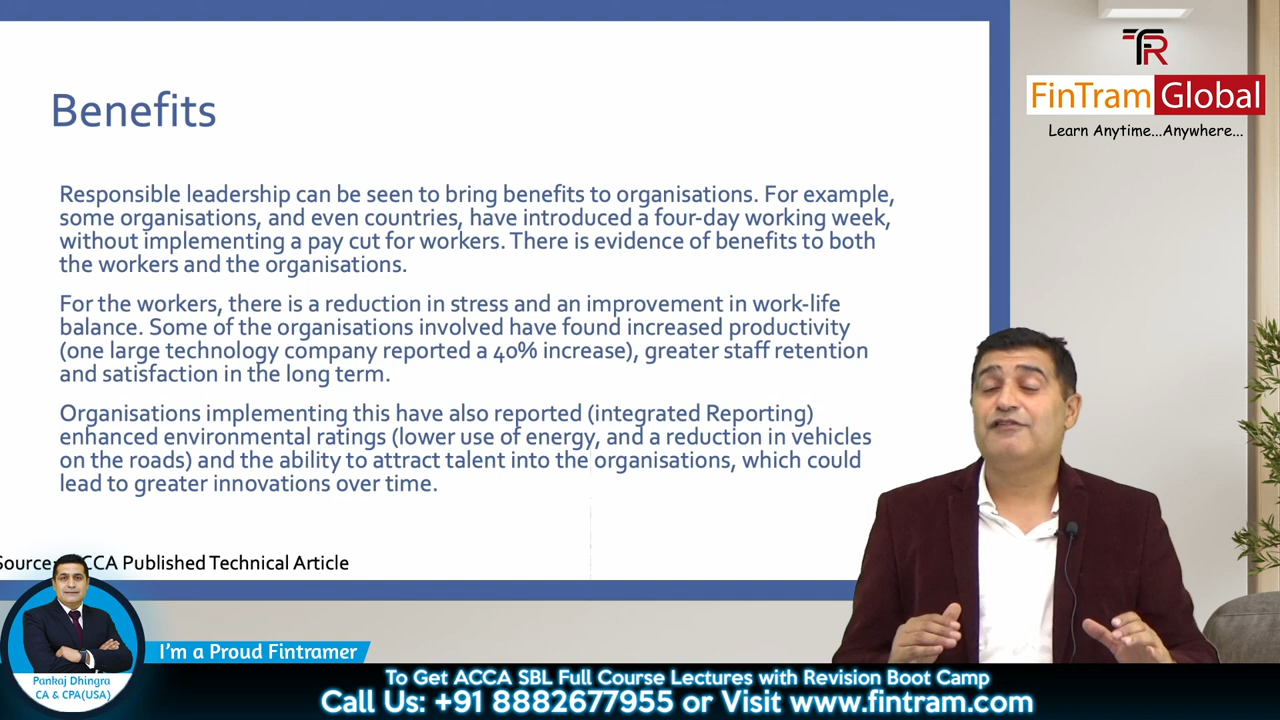 Benefits
Responsible leadership can be seen to bring benefits to organisations. For example,
some organisations, and even countries, have introduced a four-day working week,
without implementing a pay cut for workers. There is evidence of benefits to both
the workers and the organisations.
For the workers, there is a reduction in stress and an improvement in work-life
balance. Some of the organisations involved have found increased productivity
(one large technology company reported a 40% increase), greater staff retention
and satisfaction in the long term.
Organisations implementing this have also reported (integrated Reporting)
enhanced environmental ratings (lower use of energy, and a reduction in vehicles
on the roads) and the ability to attract talent into the organisations, which could
lead to greater innovations over time.
Source CCA Published Technical Article
FR
FinTram Global
Learn Anytime...Anywhere...
I'm a Proud Fintramer
Pankaj Dhingra
CA & CPA(USA)
To Get ACCA SBL Full Course Lectures with Revision Boot Camp
Call Us: +91 8882677955 or Visit www.fintram.com